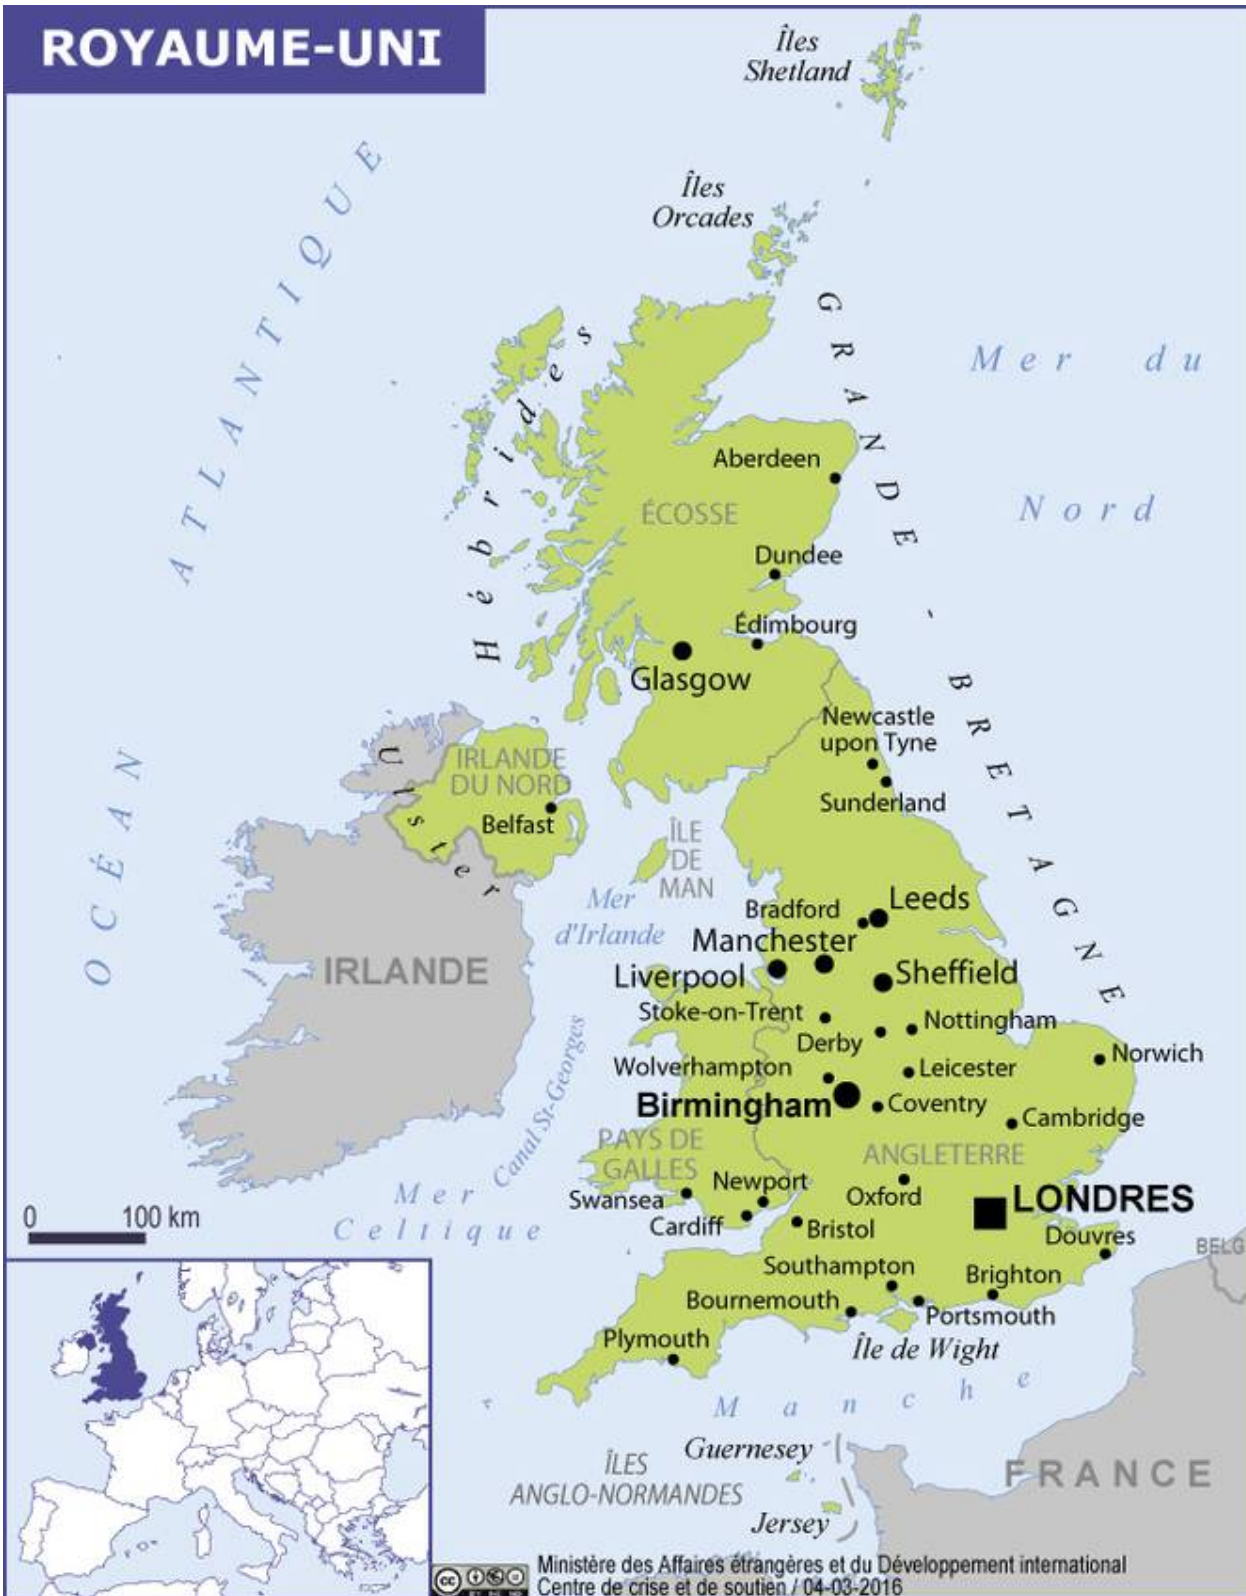 ROYAUME-UNI
Îles
Shetland
Îles
Orcades
OCÉAN ATLANTIQUE
Hébrides
GRANDE-BRETAGNE
Mer du
Nord
Aberdeen
ÉCOSSE
Dundee
Édimbourg
Glasgow
Newcastle
upon Tyne
Sunderland
Ulster
IRLANDE
DU NORD
Belfast
ÎLE
DE
MAN
Mer
d'Irlande
Leeds
Bradford
Manchester
Liverpool
Sheffield
IRLANDE
Stoke-on-Trent
Nottingham
Derby
Norwich
Wolverhampton
Leicester
Birmingham
Coventry
Cambridge
Canal St-Georges
PAYS DE
GALLES
ANGLETERRE
Newport
Swansea
Oxford
LONDRES
Cardiff
Bristol
Mer
Celtique
0 100 km
Douvres
BELG
Southampton
Brighton
Bournemouth
Portsmouth
Plymouth
Île de Wight
Manche
Guernesey
ÎLES
ANGLO-NORMANDES
FRANCE
Jersey
cc
Ministère des Affaires étrangères et du Développement international
Centre de crise et de soutien / 04-03-2016